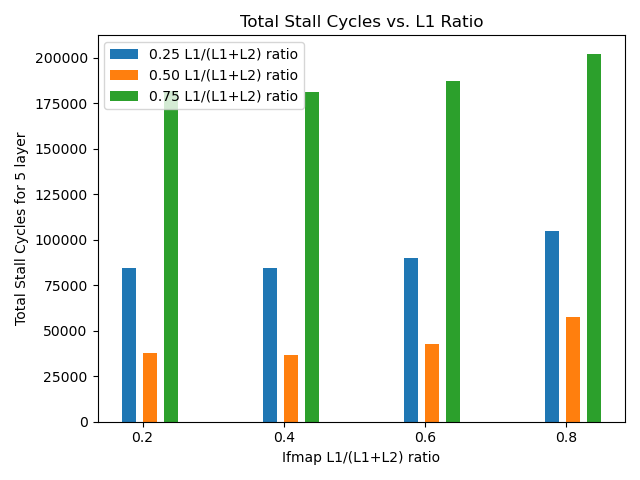 Total Stall Cycles vs. L1 Ratio
0.25 L1/(L1+L2) ratio
0.50 L1/(L1+L2) ratio
0.75 L1/(L1+L2) ratio
Total Stall Cycles for 5 layer
200000
175000
150000
125000
100000
75000
50000
25000
0
0.2 0.4 0.6 0.8
Ifmap L1/(L1+L2) ratio